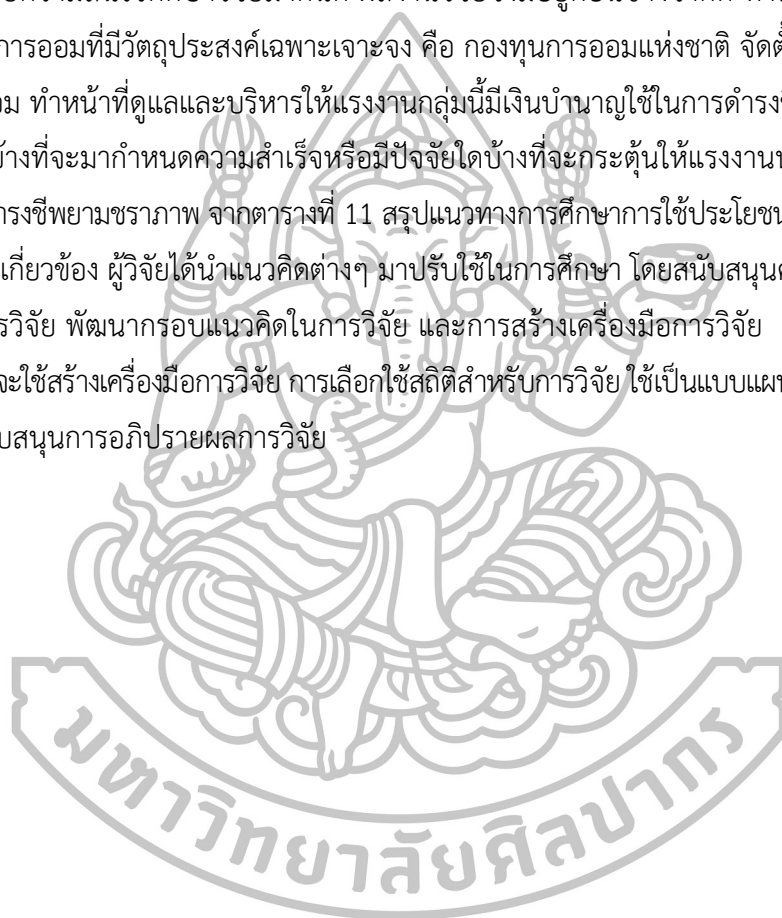 การออมที่มีวัตถุประสงค์เฉพาะเจาะจง คือ กองทุนการออมแห่งชาติ จัดตั้
ม ทำหน้าที่ดูแลและบริหารให้แรงงานกลุ่มนี้มีเงินบำนาญใช้ในการดำรง
้างที่จะมากำหนดความสำเร็จหรือมีปัจจัยใดบ้างที่จะกระตุ้นให้แรงงาน
ารงชีพยามชราภาพ จากตารางที่ 11 สรุปแนวทางการศึกษาการใช้ประโยชน
เกี่ยวข้อง ผู้วิจัยได้นำแนวคิดต่างๆ มาปรับใช้ในการศึกษา โดยสนับสนุน
รวิจัย พัฒนากรอบแนวคิดในการวิจัย และการสร้างเครื่องมือการวิจัย
จะใช้สร้างเครื่องมือการวิจัย การเลือกใช้สถิติสำหรับการวิจัย ใช้เป็นแบบแผน
บสนุนการอภิปรายผลการวิจัย
มหาวิทยาลัยศิลปากร